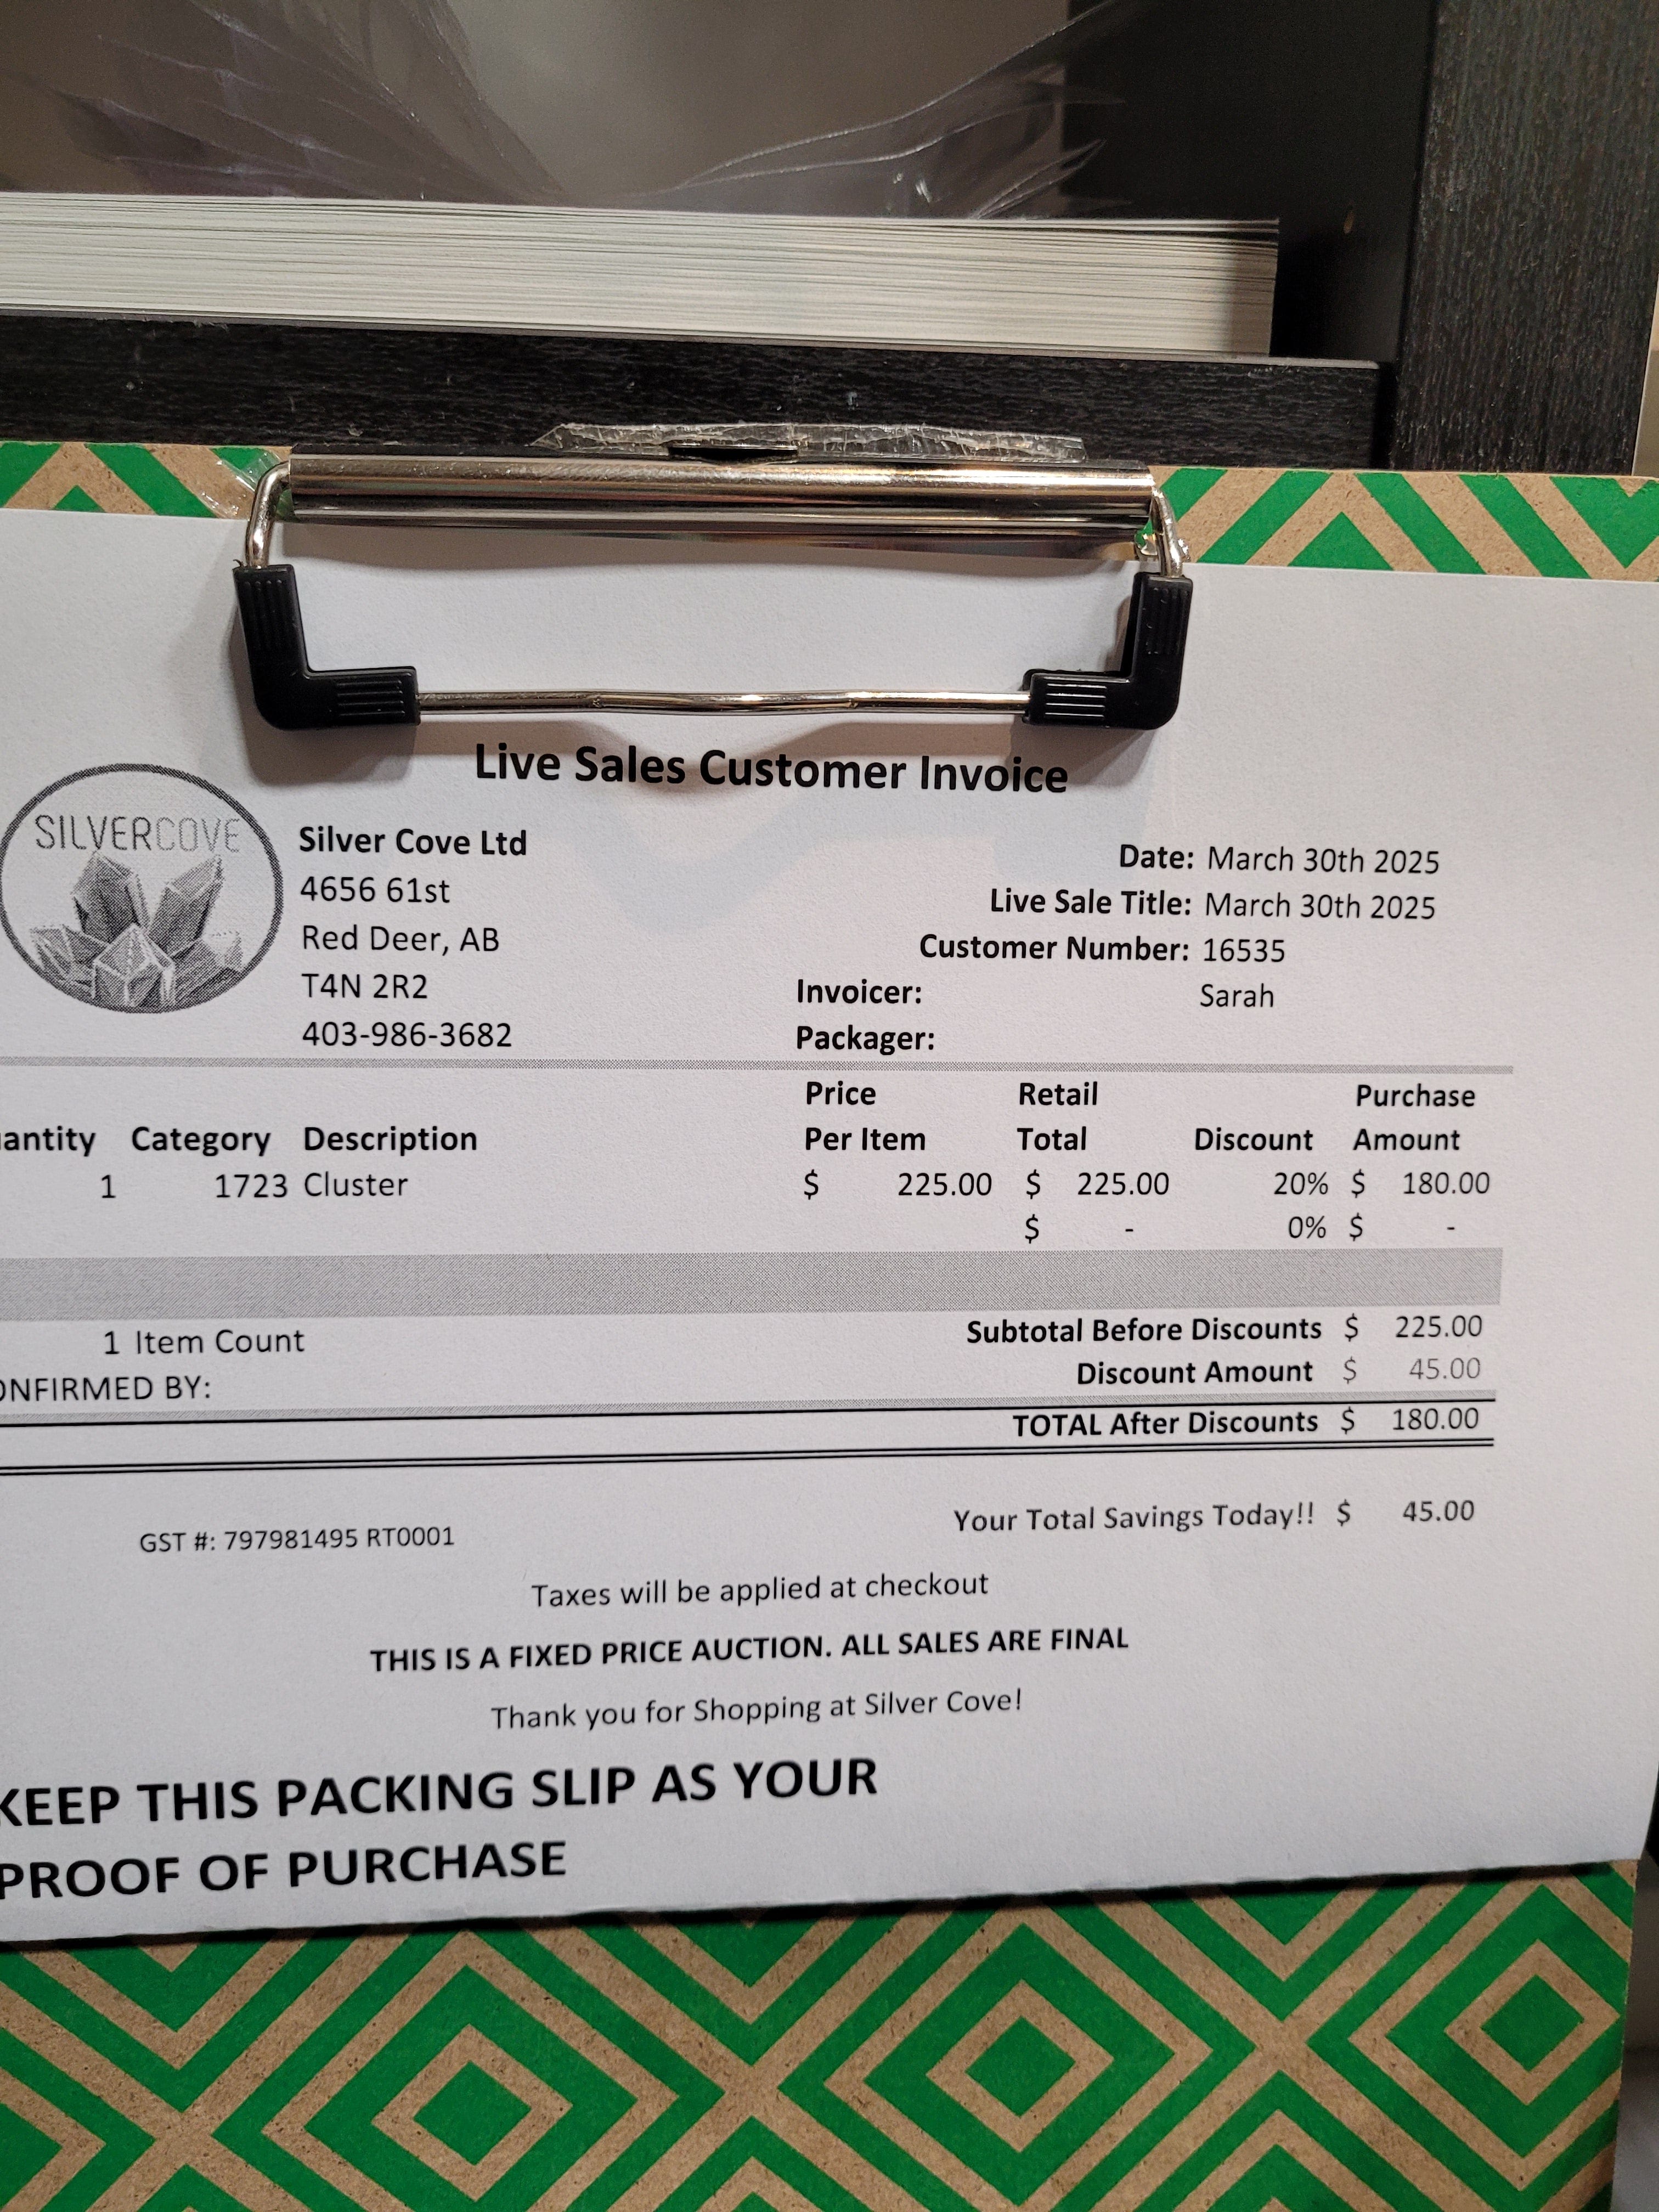 Live Sales Customer Invoice
SILVERCOVE
Silver Cove Ltd
4656 61st
Red Deer, AB
T4N 2R2
403-986-3682
Date: March 30th 2025
Live Sale Title: March 30th 2025
Customer Number: 16535
Invoicer: Sarah
Packager:
antity Category Description Price Per Item Retail Total Discount Purchase Amount
1 1723 Cluster $ 225.00 $ 225.00 20% $ 180.00
$ - 0% $ -
1 Item Count
Subtotal Before Discounts $ 225.00
Discount Amount $ 45.00
ONFIRMED BY:
TOTAL After Discounts $ 180.00
Your Total Savings Today!! $ 45.00
GST #: 797981495 RT0001
Taxes will be applied at checkout
THIS IS A FIXED PRICE AUCTION. ALL SALES ARE FINAL
Thank you for Shopping at Silver Cove!
KEEP THIS PACKING SLIP AS YOUR
PROOF OF PURCHASE